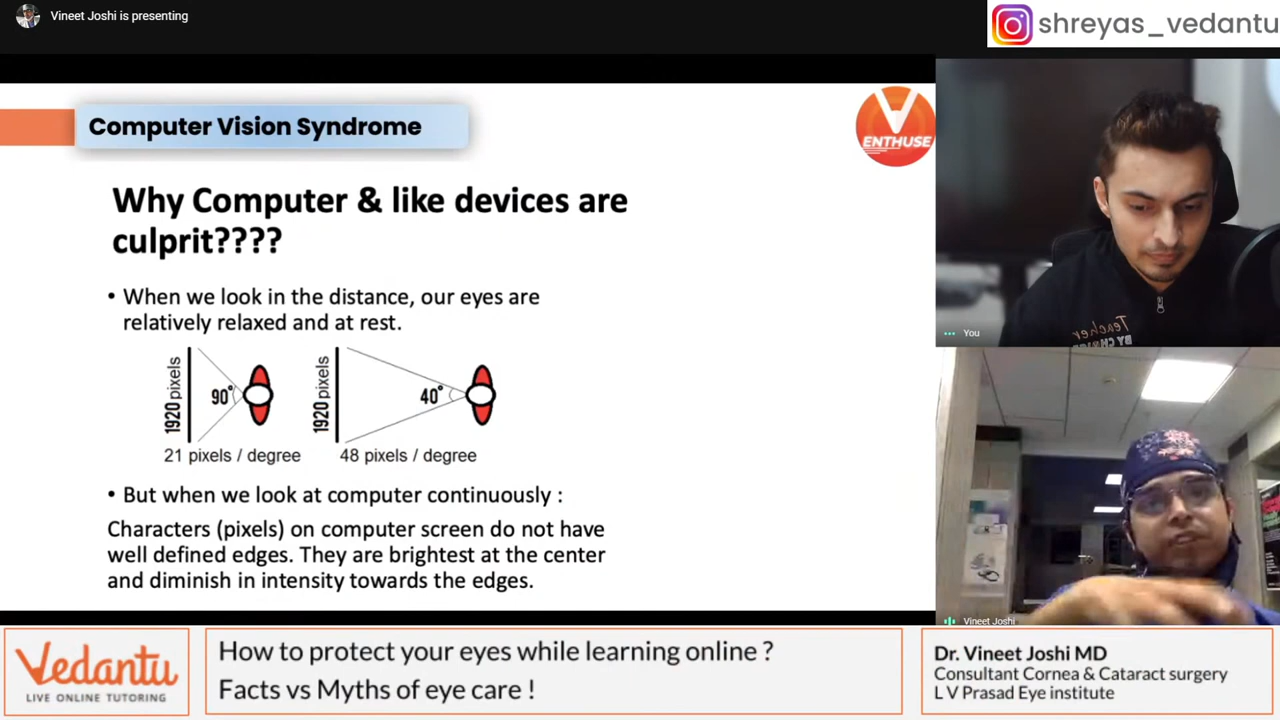 Vineet Joshi is presenting
shreyas_vedantu
Computer Vision Syndrome
V
ENTHUSE
Why Computer & like devices are
culprit????
• When we look in the distance, our eyes are
relatively relaxed and at rest.
1920 pixels
90°
1920 pixels
40°
21 pixels / degree
48 pixels / degree
• But when we look at computer continuously :
Characters (pixels) on computer screen do not have
well defined edges. They are brightest at the center
and diminish in intensity towards the edges.
Teacher
BY CHOICE
You
Vineet Joshi
Vedantu
LIVE ONLINE TUTORING
How to protect your eyes while learning online ?
Facts vs Myths of eye care !
Dr. Vineet Joshi MD
Consultant Cornea & Cataract surgery
L V Prasad Eye institute